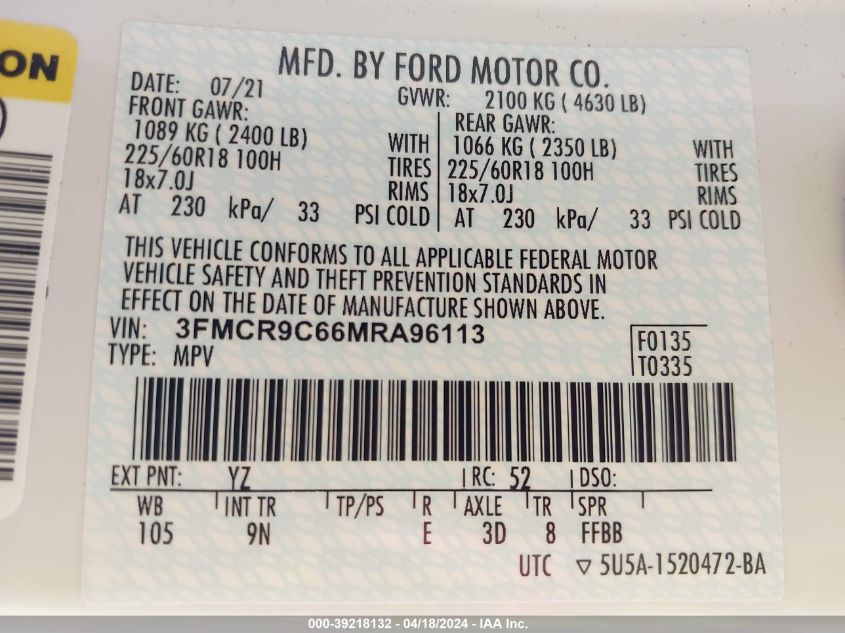 ON
MFD. BY FORD MOTOR CO.
DATE: 07/21 GVWR: 2100 KG ( 4630 LB)
FRONT GAWR: REAR GAWR:
1089 KG ( 2400 LB) WITH 1066 KG ( 2350 LB) WITH
225/60R18 100H TIRES 225/60R18 100H TIRES
18x7.0J RIMS 18x7.0J RIMS
AT 230 kPa/ 33 PSI COLD AT 230 kPa/ 33 PSI COLD
THIS VEHICLE CONFORMS TO ALL APPLICABLE FEDERAL MOTOR
VEHICLE SAFETY AND THEFT PREVENTION STANDARDS IN
EFFECT ON THE DATE OF MANUFACTURE SHOWN ABOVE.
VIN: 3FMCR9C66MRA96113 F0135
TYPE: MPV T0335
EXT PNT: YZ RC: 52 DSO:
WB INT TR TP/PS R AXLE TR SPR
105 9N E 3D 8 FFBB
UTC ▽ 5U5A-1520472-BA
000-39218132 - 04/18/2024 - IAA Inc.